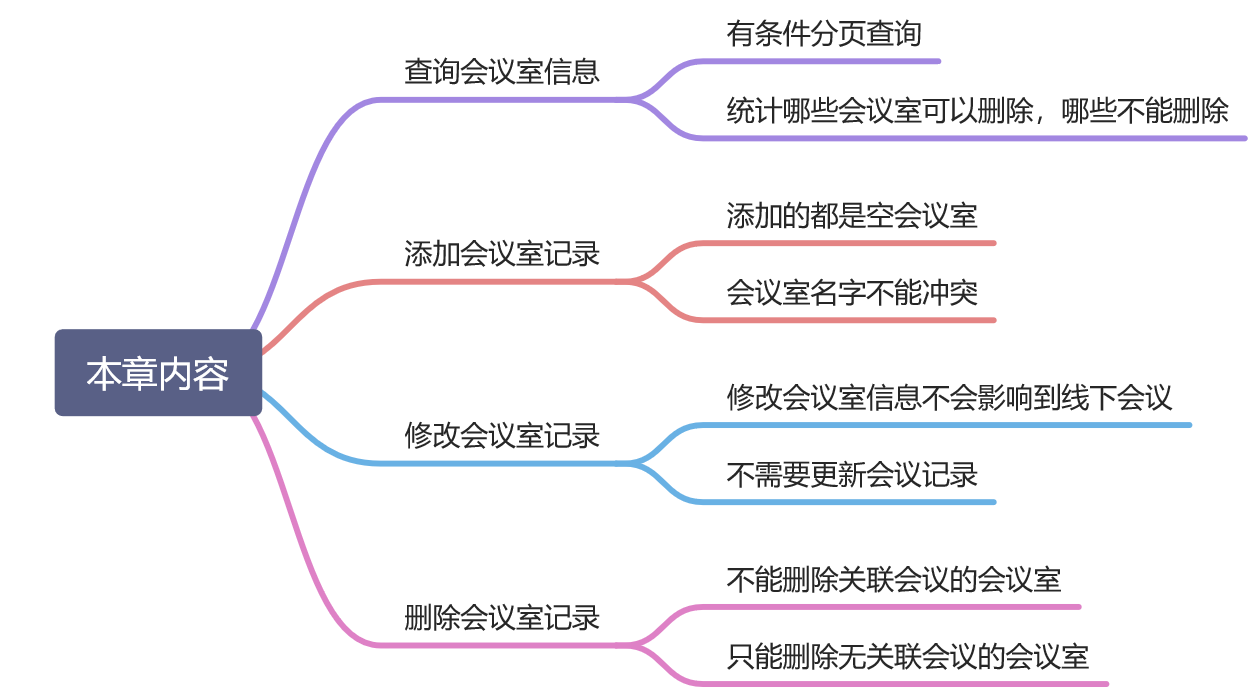 有条件分页查询
查询会议室信息
统计哪些会议室可以删除，哪些不能删除
添加的都是空会议室
添加会议室记录
会议室名字不能冲突
本章内容
修改会议室信息不会影响到线下会议
修改会议室记录
不需要更新会议记录
不能删除关联会议的会议室
删除会议室记录
只能删除无关联会议的会议室